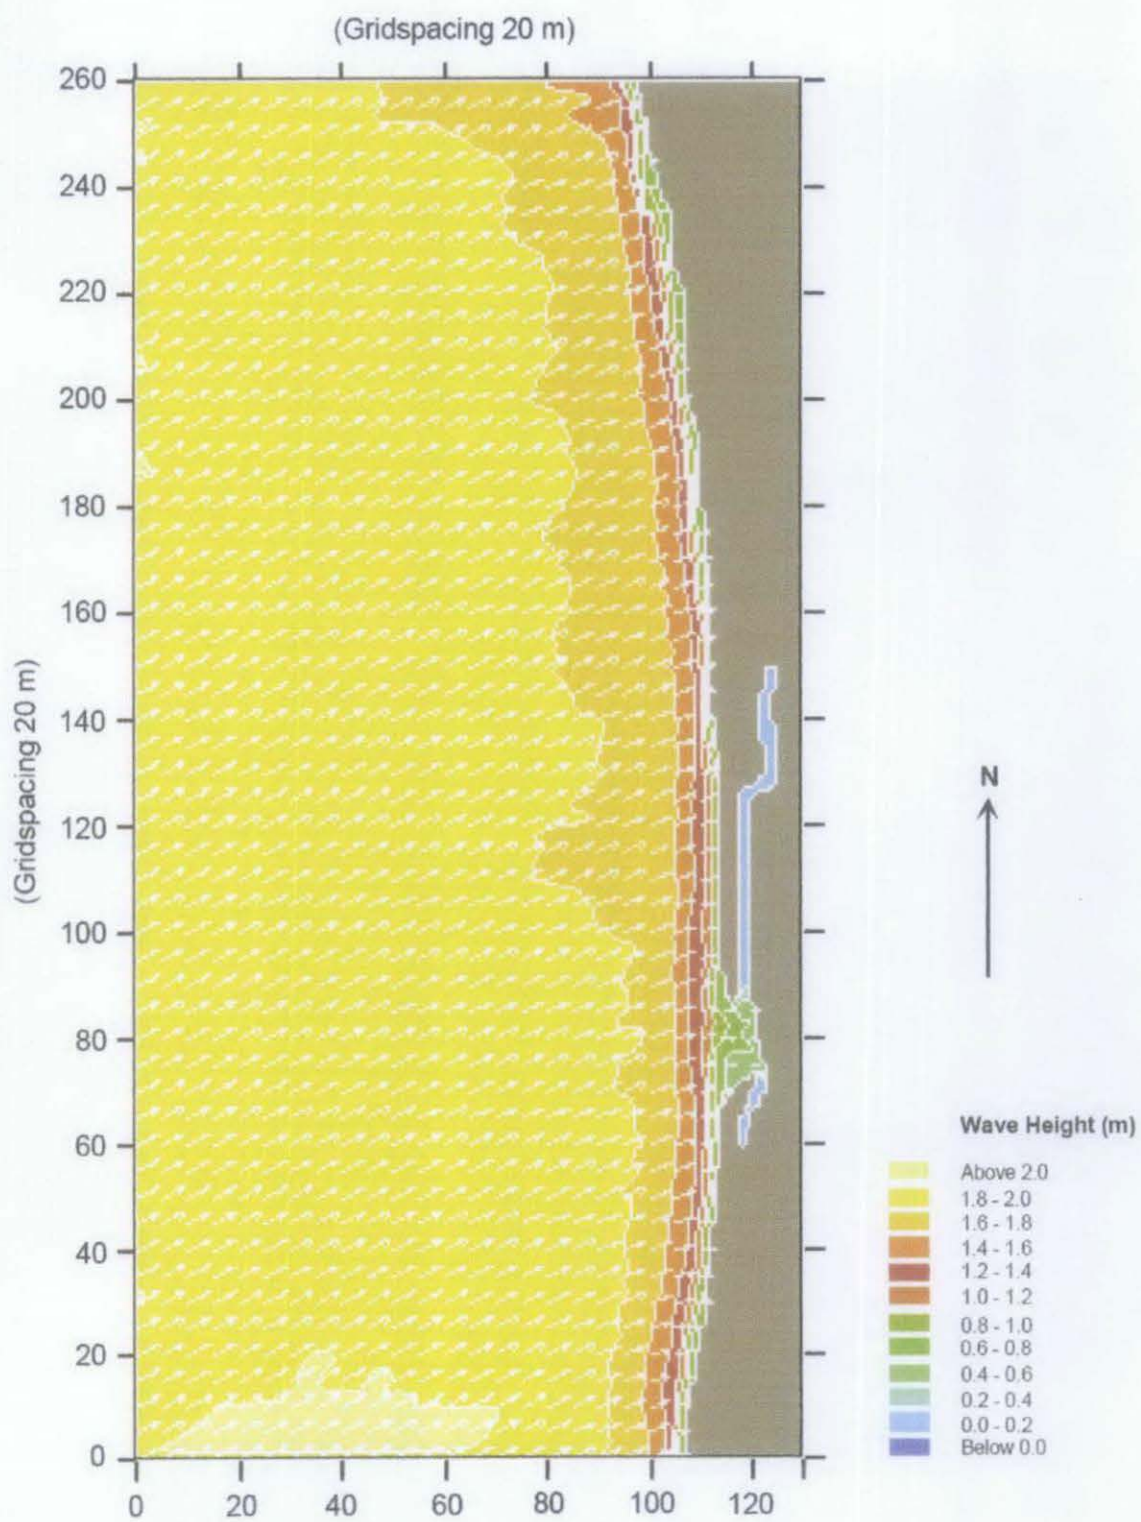 (Gridspacing 20 m)
260
240
220
200
180
160
140
120
100
80
60
40
20
0
(Gridspacing 20 m)
0 20 40 60 80 100 120
N
Wave Height (m)
Above 2.0
1.8 - 2.0
1.6 - 1.8
1.4 - 1.6
1.2 - 1.4
1.0 - 1.2
0.8 - 1.0
0.6 - 0.8
0.4 - 0.6
0.2 - 0.4
0.0 - 0.2
Below 0.0